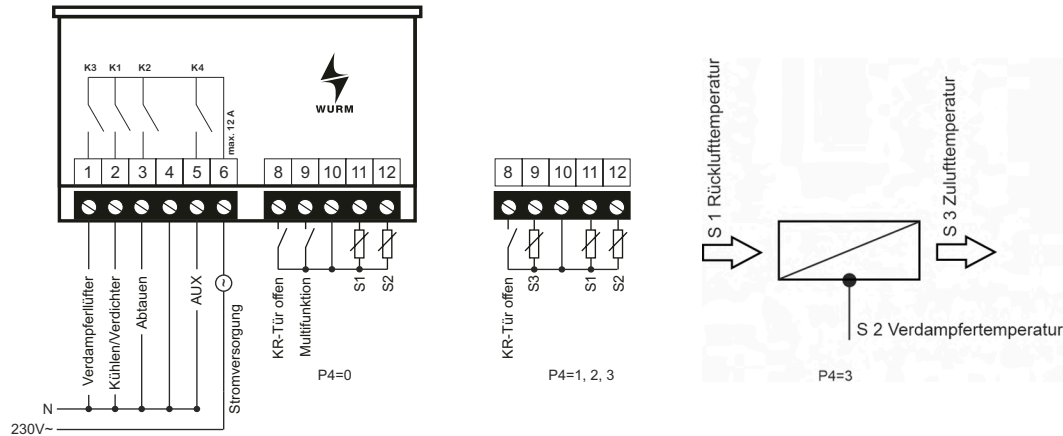 K3 K1 K2 K4
WURM
max. 12 A
1 2 3 4 5 6 8 9 10 11 12
Verdampferllüfter
Kühlen/Verdichter
Abtauen
AUX
~
Stromversorgung
N
230V~
KR-Tür offen
Multifunktion
S1
S2
P4=0
8 9 10 11 12
KR-Tür offen
S3
S1
S2
P4=1, 2, 3
S 1 Rücklufttemperatur
S 3 Zulufttemperatur
S 2 Verdampfertemperatur
P4=3